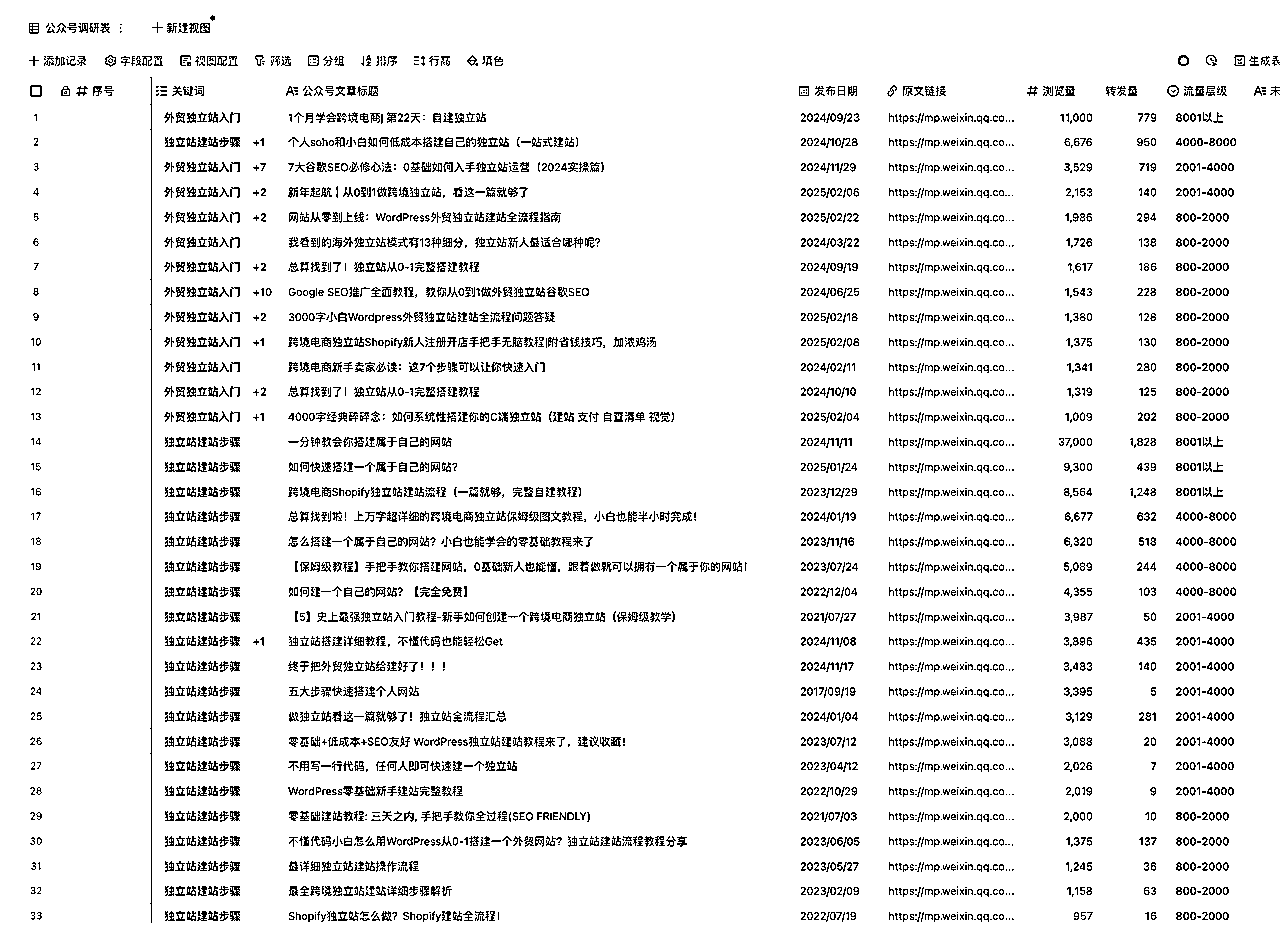 公众号调研表 ⋮ + 新建视图
+ 添加记录 字段配置 视图配置 筛选 分组 排序 行高 填色 生成表
# 序号 关键词 公众号文章标题 发布日期 原文链接 # 浏览量 转发量 流量层级
1 外贸独立站入门 1个月学会跨境电商| 第22天：自建独立站 2024/09/23 https://mp.weixin.qq.co... 11,000 779 8001以上
2 独立站建站步骤 +1 个人soho和小白如何低成本搭建自己的独立站（一站式建站） 2024/10/28 https://mp.weixin.qq.co... 6,676 950 4000-8000
3 外贸独立站入门 +7 7大谷歌SEO必修心法：0基础如何入手独立站运营（2024实操篇） 2024/11/29 https://mp.weixin.qq.co... 3,529 719 2001-4000
4 外贸独立站入门 +2 新年起航 | 从0到1做跨境独立站，看这一篇就够了 2025/02/06 https://mp.weixin.qq.co... 2,153 140 2001-4000
5 外贸独立站入门 +2 网站从零到上线：WordPress外贸独立站建站全流程指南 2025/02/22 https://mp.weixin.qq.co... 1,986 294 800-2000
6 外贸独立站入门 我看到的海外独立站模式有13种细分，独立站新人最适合哪种呢？ 2024/03/22 https://mp.weixin.qq.co... 1,726 138 800-2000
7 外贸独立站入门 +2 总算找到了！独立站从0-1完整搭建教程 2024/09/19 https://mp.weixin.qq.co... 1,617 186 800-2000
8 外贸独立站入门 +10 Google SEO推广全面教程，教你从0到1做外贸独立站谷歌SEO 2024/06/25 https://mp.weixin.qq.co... 1,543 228 800-2000
9 外贸独立站入门 +2 3000字小白Wordpress外贸独立站建站全流程问题答疑 2025/02/18 https://mp.weixin.qq.co... 1,380 128 800-2000
10 外贸独立站入门 +1 跨境电商独立站Shopify新人注册开店手把手无脑教程|附省钱技巧，加浓鸡汤 2025/02/08 https://mp.weixin.qq.co... 1,375 130 800-2000
11 外贸独立站入门 跨境电商新手卖家必读：这7个步骤可以让你快速入门 2024/02/11 https://mp.weixin.qq.co... 1,341 280 800-2000
12 外贸独立站入门 +2 总算找到了！独立站从0-1完整搭建教程 2024/10/10 https://mp.weixin.qq.co... 1,319 125 800-2000
13 外贸独立站入门 +1 4000字经典碎碎念：如何系统性搭建你的C端独立站（建站 支付 自查清单 视觉） 2025/02/04 https://mp.weixin.qq.co... 1,009 202 800-2000
14 独立站建站步骤 一分钟教会你搭建属于自己的网站 2024/11/11 https://mp.weixin.qq.co... 37,000 1,828 8001以上
15 独立站建站步骤 如何快速搭建一个属于自己的网站？ 2025/01/24 https://mp.weixin.qq.co... 9,300 439 8001以上
16 独立站建站步骤 跨境电商Shopify独立站建站流程（一篇就够，完整自建教程） 2023/12/29 https://mp.weixin.qq.co... 8,564 1,248 8001以上
17 独立站建站步骤 总算找到啦！上万字超详细的跨境电商独立站保姆级图文教程，小白也能半小时完成！ 2024/01/19 https://mp.weixin.qq.co... 6,677 632 4000-8000
18 独立站建站步骤 怎么搭建一个属于自己的网站？小白也能学会的零基础教程来了 2023/11/16 https://mp.weixin.qq.co... 6,320 518 4000-8000
19 独立站建站步骤 【保姆级教程】手把手教你搭建网站，0基础新人也能懂，跟着做就可以拥有一个属于你的网站！ 2023/07/24 https://mp.weixin.qq.co... 5,089 244 4000-8000
20 独立站建站步骤 如何建一个自己的网站？【完全免费】 2022/12/04 https://mp.weixin.qq.co... 4,355 103 4000-8000
21 独立站建站步骤 【5】史上最强独立站入门教程-新手如何创建一个跨境电商独立站（保姆级教学） 2021/07/27 https://mp.weixin.qq.co... 3,987 50 2001-4000
22 独立站建站步骤 +1 独立站搭建详细教程，不懂代码也能轻松Get 2024/11/08 https://mp.weixin.qq.co... 3,896 435 2001-4000
23 独立站建站步骤 终于把外贸独立站给建好了！！！ 2024/11/17 https://mp.weixin.qq.co... 3,483 140 2001-4000
24 独立站建站步骤 五大步骤快速搭建个人网站 2017/09/19 https://mp.weixin.qq.co... 3,395 5 2001-4000
25 独立站建站步骤 做独立站看这一篇就够了！独立站全流程汇总 2024/01/04 https://mp.weixin.qq.co... 3,129 281 2001-4000
26 独立站建站步骤 零基础+低成本+SEO友好 WordPress独立站建站教程来了，建议收藏！ 2023/07/12 https://mp.weixin.qq.co... 3,088 20 2001-4000
27 独立站建站步骤 不用写一行代码，任何人即可快速建一个独立站 2023/04/12 https://mp.weixin.qq.co... 2,026 7 2001-4000
28 独立站建站步骤 WordPress零基础新手建站完整教程 2022/10/29 https://mp.weixin.qq.co... 2,019 9 2001-4000
29 独立站建站步骤 零基础建站教程: 三天之内, 手把手教你全过程(SEO FRIENDLY) 2021/07/03 https://mp.weixin.qq.co... 2,000 10 800-2000
30 独立站建站步骤 不懂代码小白怎么用WordPress从0-1搭建一个外贸网站？独立站建站流程教程分享 2023/06/05 https://mp.weixin.qq.co... 1,375 137 800-2000
31 独立站建站步骤 最详细独立站建站操作流程 2023/05/27 https://mp.weixin.qq.co... 1,245 36 800-2000
32 独立站建站步骤 最全跨境独立站建站详细步骤解析 2023/02/09 https://mp.weixin.qq.co... 1,158 63 800-2000
33 独立站建站步骤 Shopify独立站怎么做？Shopify建站全流程！ 2022/07/19 https://mp.weixin.qq.co... 957 16 800-2000